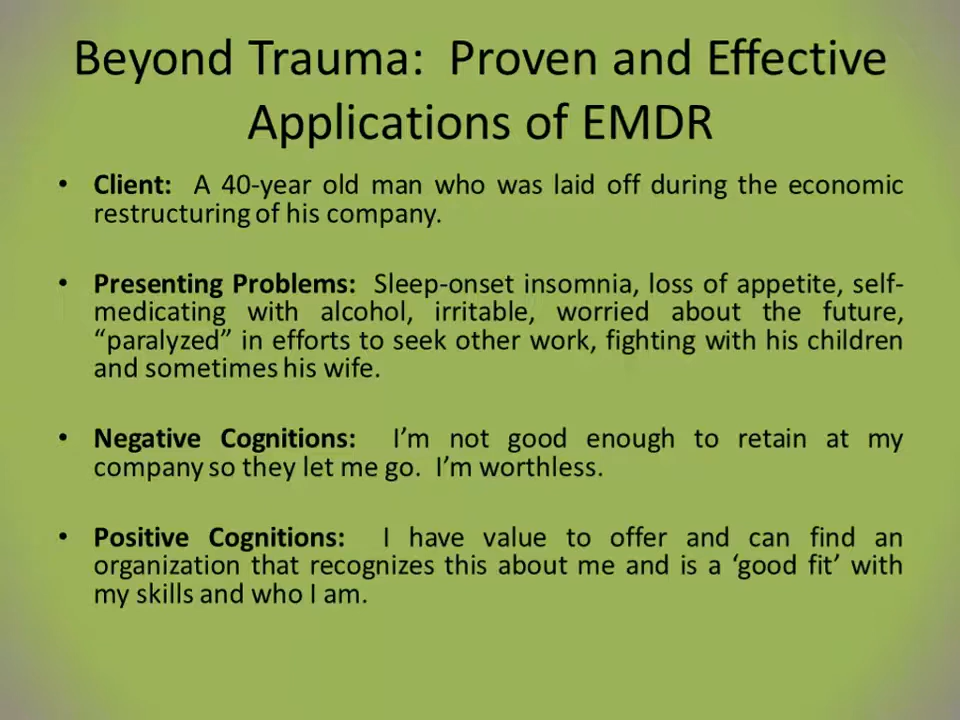 Beyond Trauma:  Proven and Effective
Applications of EMDR
• Client:  A 40-year old man who was laid off during the economic
restructuring of his company.
• Presenting Problems:  Sleep-onset insomnia, loss of appetite, self-
medicating with alcohol, irritable, worried about the future,
“paralyzed” in efforts to seek other work, fighting with his children
and sometimes his wife.
• Negative Cognitions:  I’m not good enough to retain at my
company so they let me go.  I’m worthless.
• Positive Cognitions:  I have value to offer and can find an
organization that recognizes this about me and is a ‘good fit’ with
my skills and who I am.